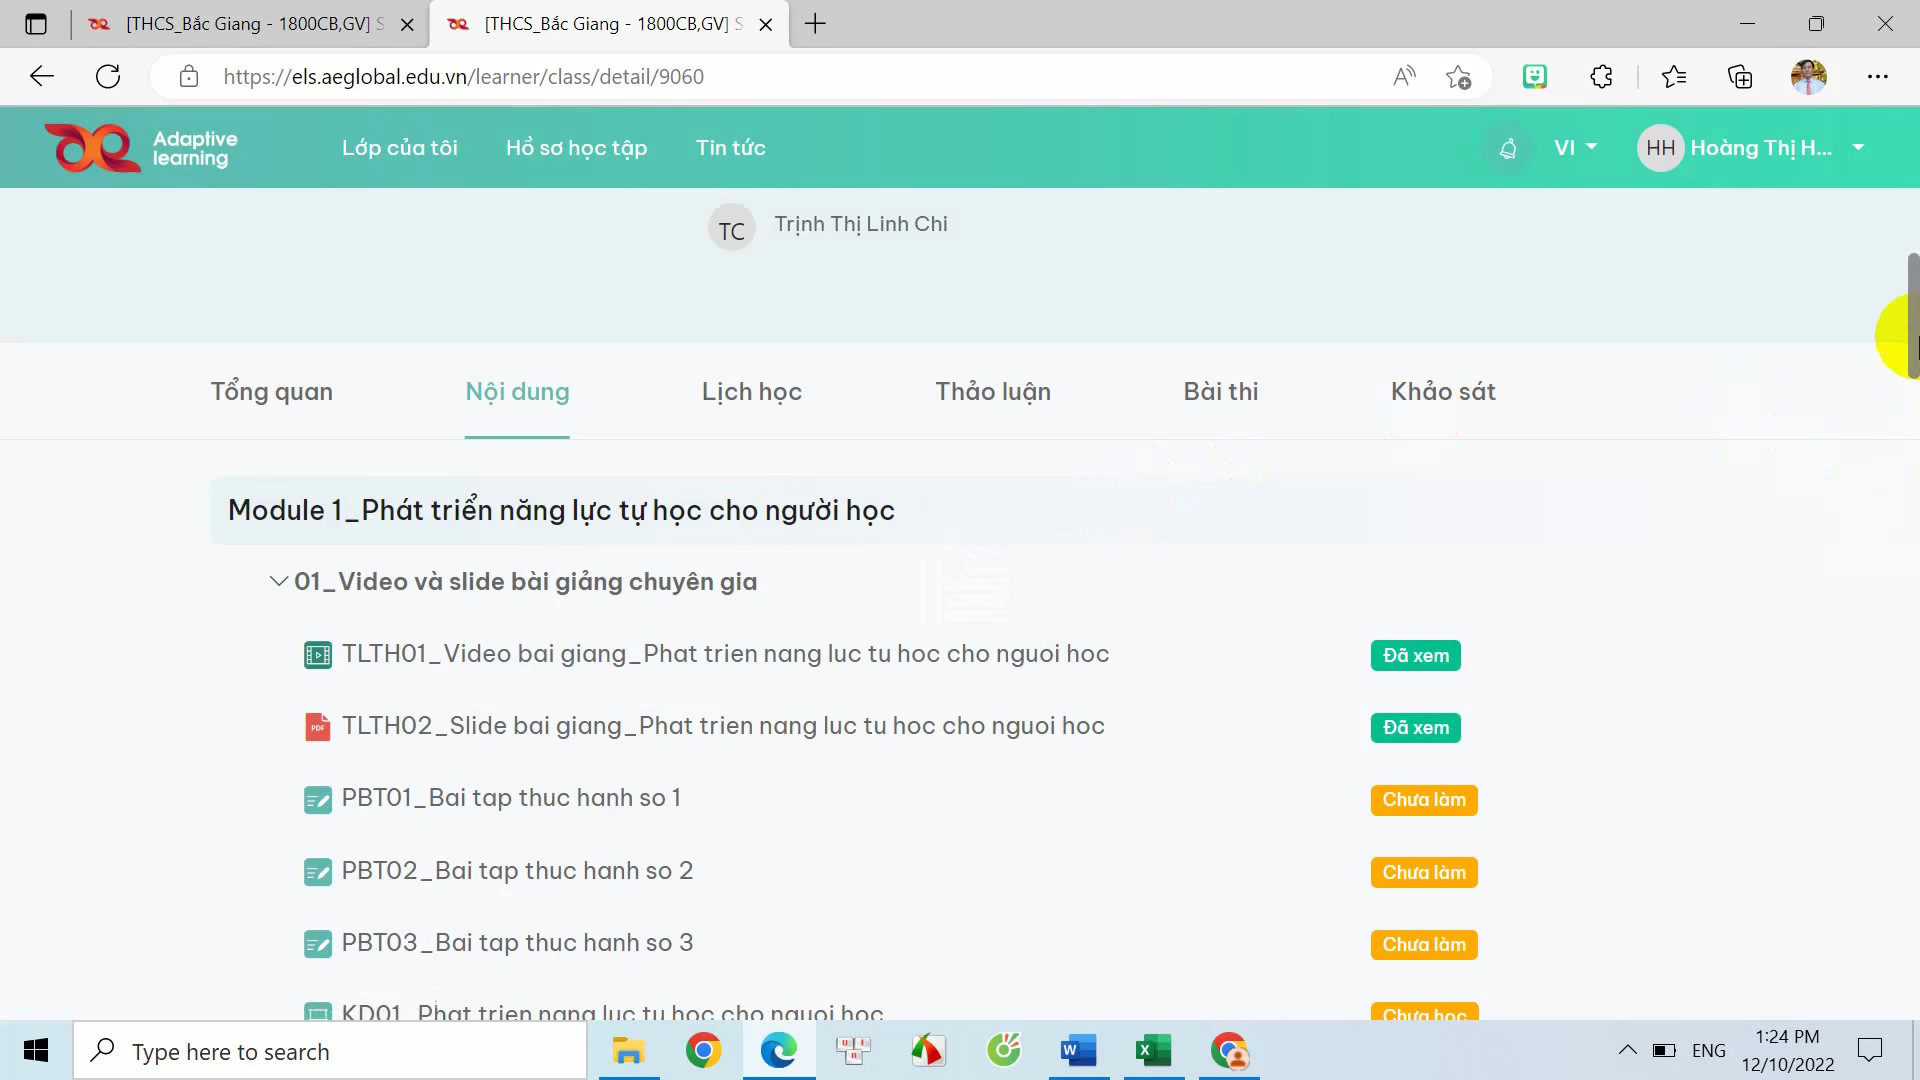 [THCS_Bắc Giang - 1800CB,GV] S
[THCS_Bắc Giang - 1800CB,GV] S
https://els.aeglobal.edu.vn/learner/class/detail/9060
Adaptive
learning
Lớp của tôi
Hồ sơ học tập
Tin tức
VI
HH
Hoàng Thị H...
TC
Trịnh Thị Linh Chi
Tổng quan
Nội dung
Lịch học
Thảo luận
Bài thi
Khảo sát
Module 1_Phát triển năng lực tự học cho người học
01_Video và slide bài giảng chuyên gia
TLTH01_Video bai giang_Phat trien nang luc tu hoc cho nguoi hoc
Đã xem
PDF
TLTH02_Slide bai giang_Phat trien nang luc tu hoc cho nguoi hoc
Đã xem
PBT01_Bai tap thuc hanh so 1
Chưa làm
PBT02_Bai tap thuc hanh so 2
Chưa làm
PBT03_Bai tap thuc hanh so 3
Chưa làm
KD01_Phat trien nang luc tu hoc cho nguoi hoc
Chưa học
Type here to search
ENG
1:24 PM
12/10/2022